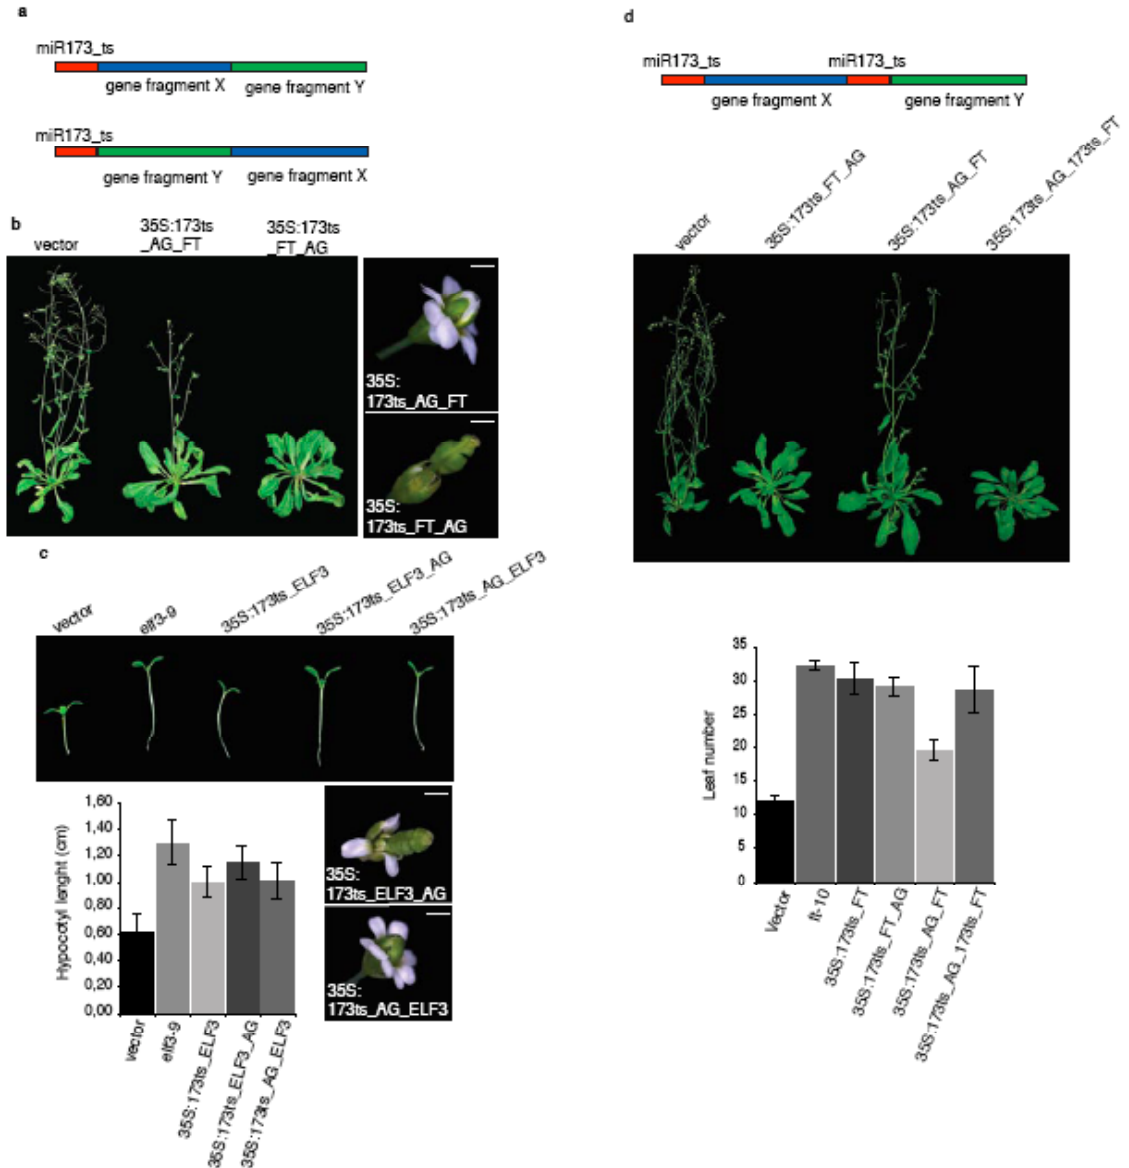 a
miR173_ts
gene fragment X
gene fragment Y
miR173_ts
gene fragment Y
gene fragment X
b
vector
35S:173ts
_AG_FT
35S:173ts
_FT_AG
35S:
173ts_AG_FT
35S:
173ts_FT_AG
c
vector
elf3-9
35S:173ts_ELF3
35S:173ts_ELF3_AG
35S:173ts_AG_ELF3
Hypocotyl lenght (cm)
1,60
1,40
1,20
1,00
0,80
0,60
0,40
0,20
0,00
vector
elf3-9
35S:173ts_ELF3
35S:173ts_ELF3_AG
35S:173ts_AG_ELF3
35S:
173ts_ELF3_AG
35S:
173ts_AG_ELF3
d
miR173_ts
miR173_ts
gene fragment X
gene fragment Y
vector
35S:173ts_FT_AG
35S:173ts_AG_FT
35S:173ts_AG_173ts_FT
Leaf number
35
30
25
20
15
10
5
0
Vector
ft-10
35S:173ts_FT
35S:173ts_FT_AG
35S:173ts_AG_FT
35S:173ts_AG_173ts_FT